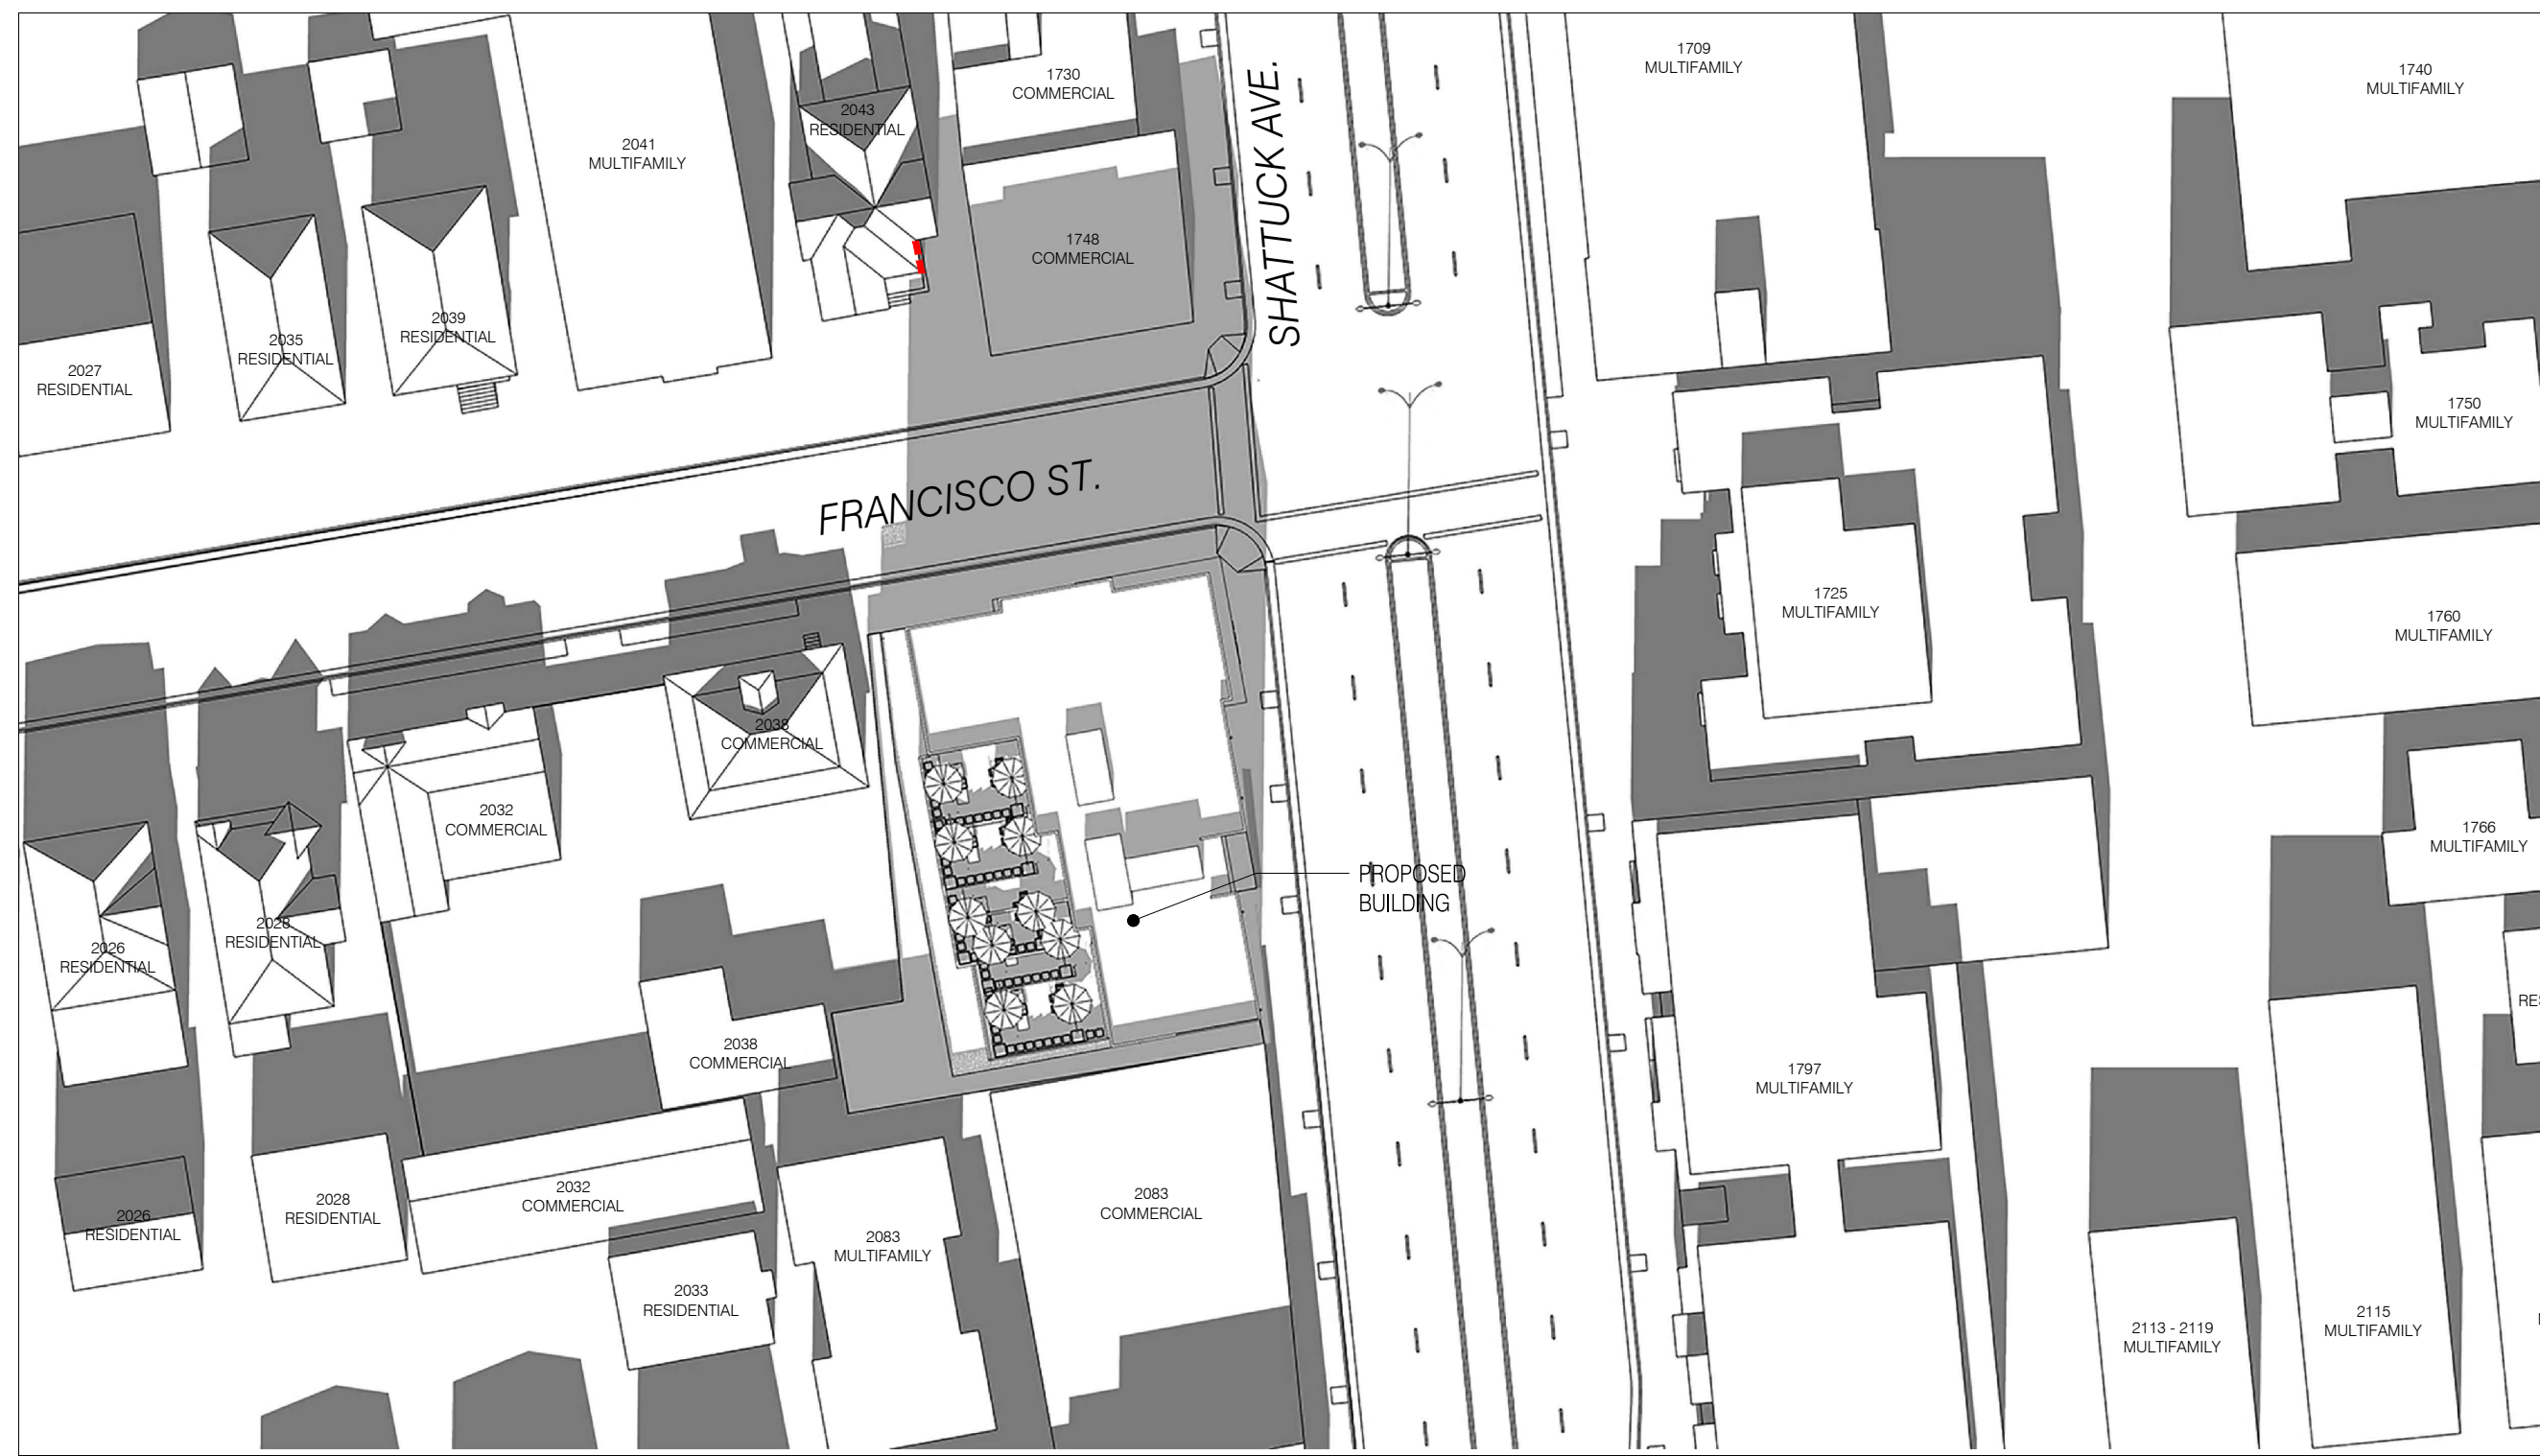 1709
MULTIFAMILY
1740
MULTIFAMILY
1730
COMMERCIAL
2043
RESIDENTIAL
2041
MULTIFAMILY
SHATTUCK AVE.
1748
COMMERCIAL
2039
RESIDENTIAL
2035
RESIDENTIAL
2027
RESIDENTIAL
1750
MULTIFAMILY
FRANCISCO ST.
1725
MULTIFAMILY
1760
MULTIFAMILY
2038
COMMERCIAL
2032
COMMERCIAL
1766
MULTIFAMILY
PROPOSED
BUILDING
2028
RESIDENTIAL
2026
RESIDENTIAL
RES
2038
COMMERCIAL
1797
MULTIFAMILY
2032
COMMERCIAL
2083
COMMERCIAL
2028
RESIDENTIAL
2026
RESIDENTIAL
2083
MULTIFAMILY
2033
RESIDENTIAL
2115
MULTIFAMILY
2113 - 2119
MULTIFAMILY